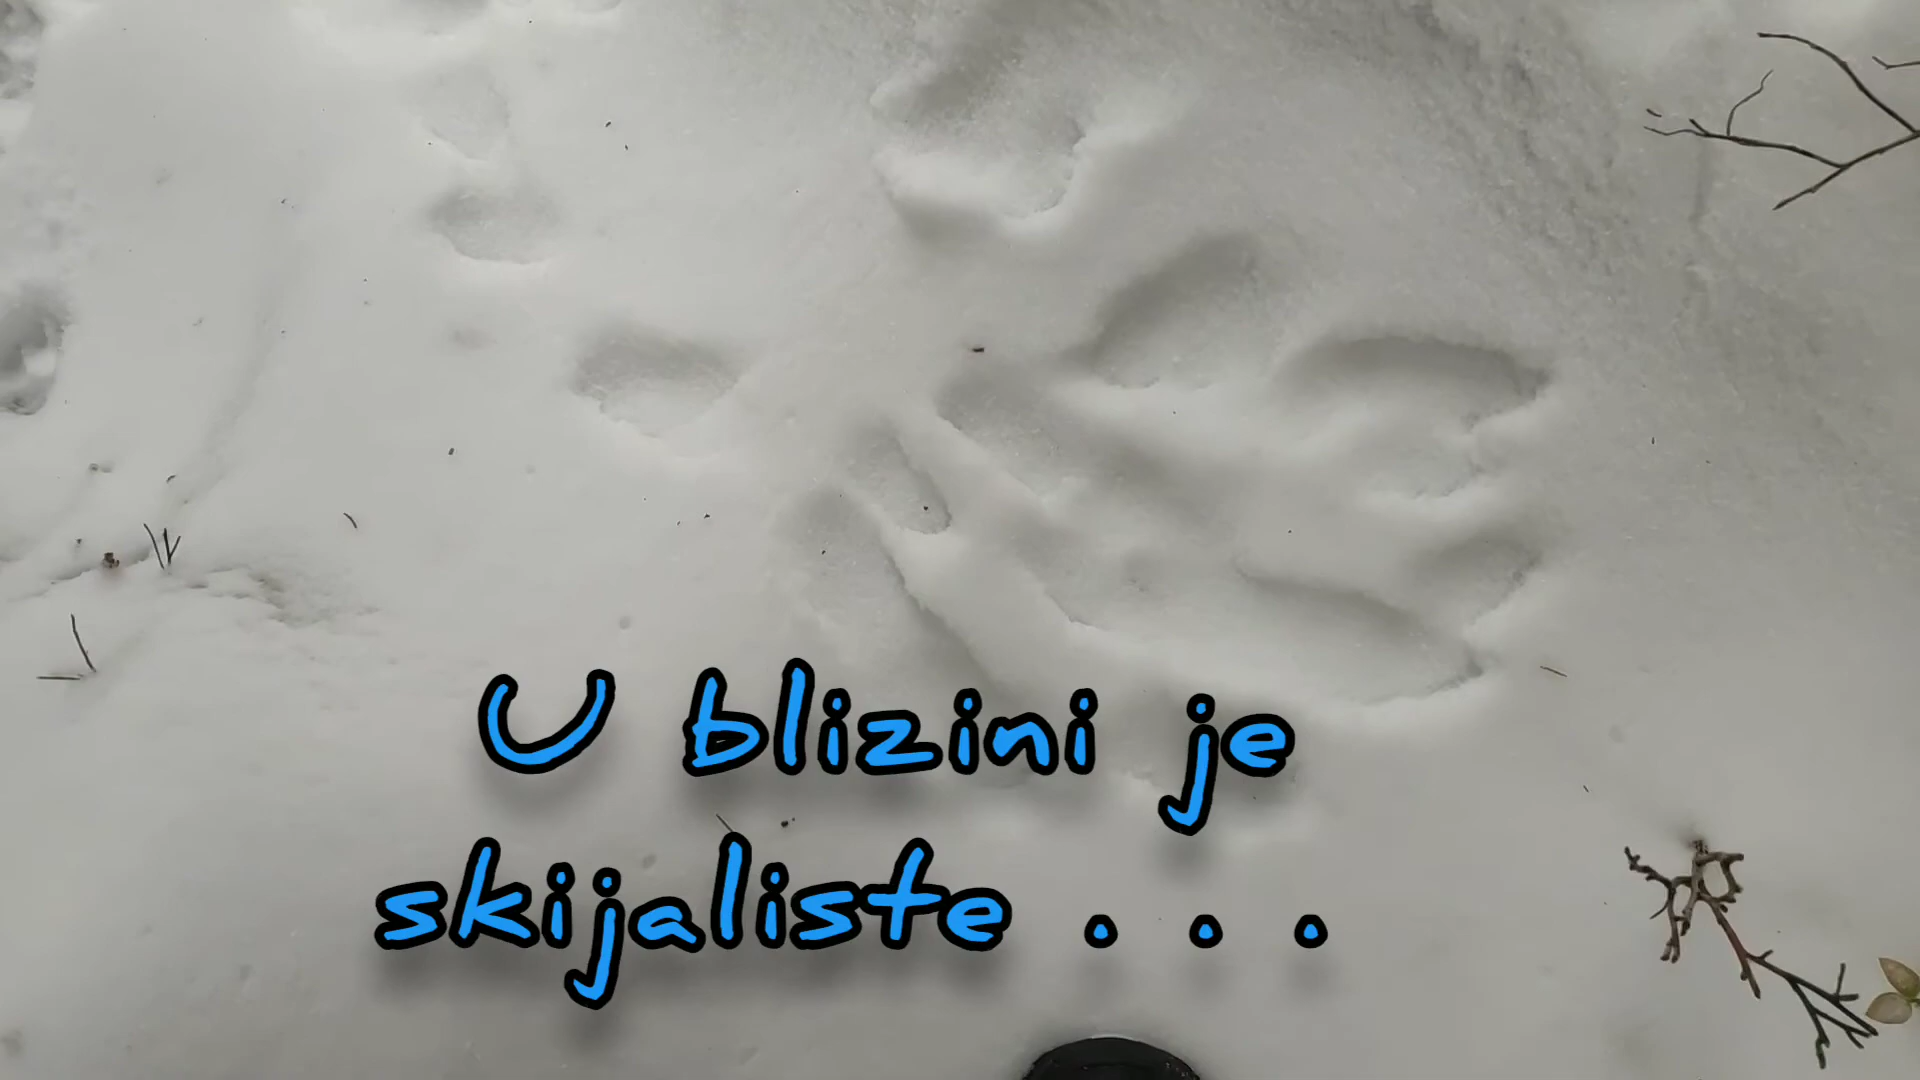 U blizini je
skijaliste . . .